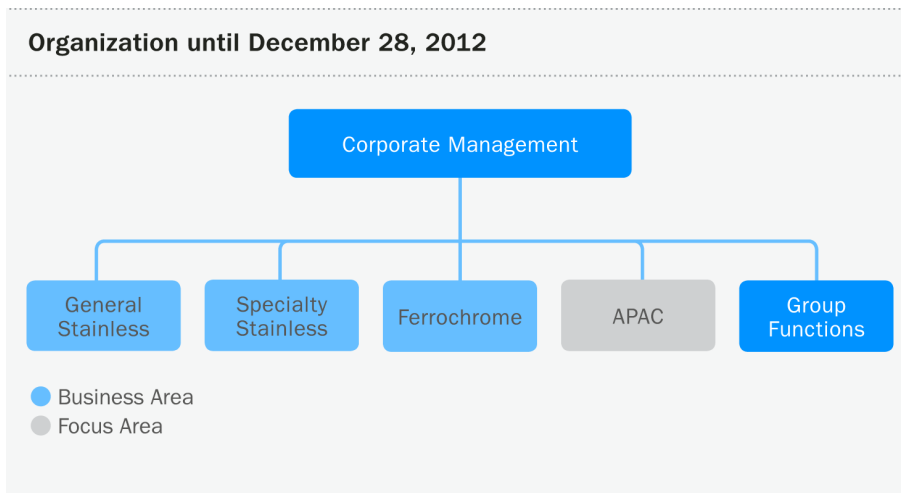 Organization until December 28, 2012
Corporate Management
General
Stainless
Specialty
Stainless
Ferrochrome
APAC
Group
Functions
Business Area
Focus Area